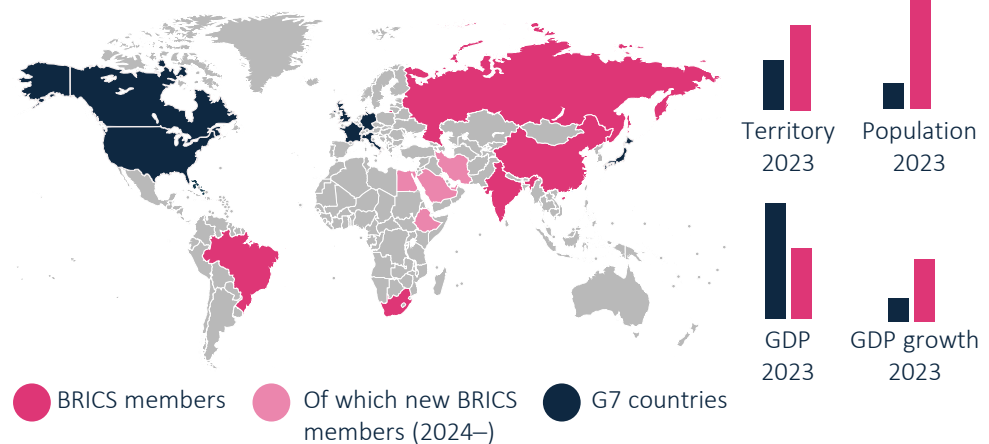 Territory
2023
Population
2023
GDP
2023
GDP growth
2023
BRICS members
Of which new BRICS
members (2024–)
G7 countries